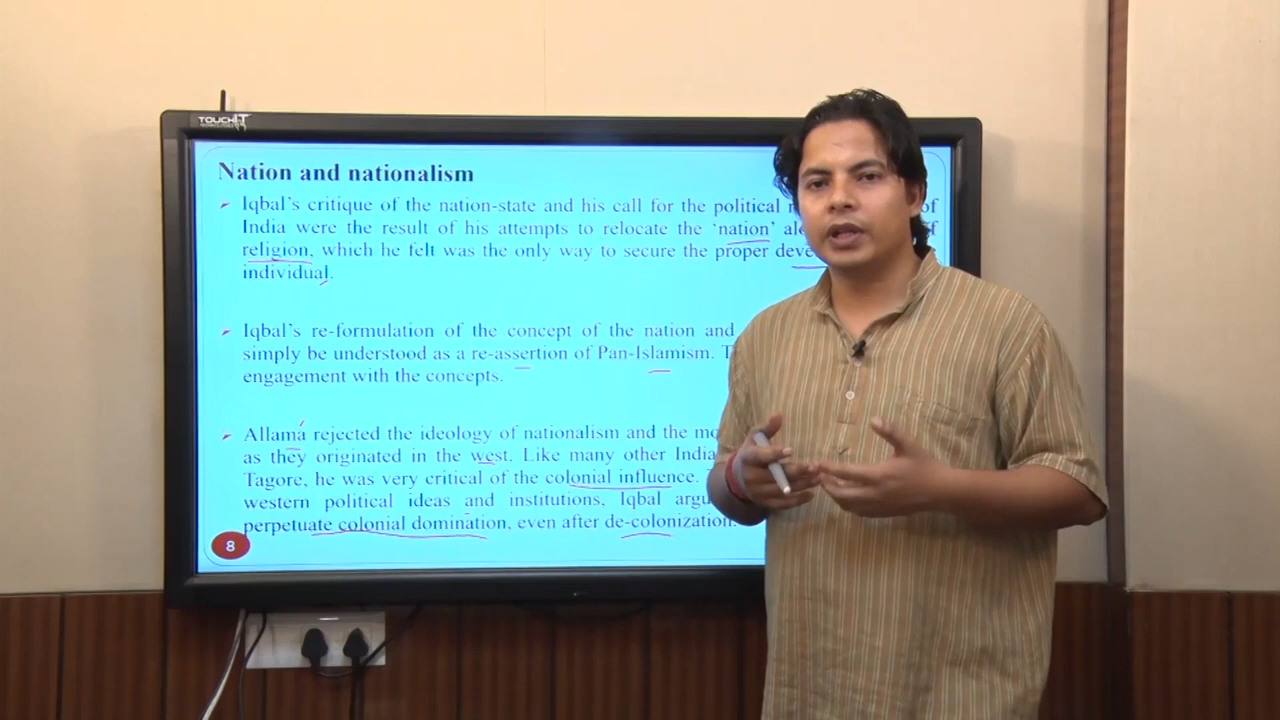 TOUCHIT
Nation and nationalism
Iqbal's critique of the nation-state and his call for the political of
India were the result of his attempts to relocate the 'nation'
religion, which he felt was the only way to secure the proper
individual.
Iqbal's re-formulation of the concept of the nation and
simply be understood as a re-assertion of Pan-Islamism.
engagement with the concepts.
Allama rejected the ideology of nationalism and the
as they originated in the west. Like many other
Tagore, he was very critical of the colonial influence.
western political ideas and institutions, Iqbal
perpetuate colonial domination, even after de-colonization.
8